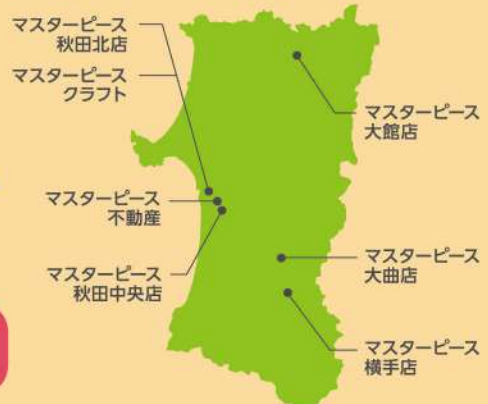 マスターピース
秋田北店
マスターピース
クラフト
マスターピース
大館店
マスターピース
不動産
マスターピース
秋田中央店
マスターピース
大曲店
マスターピース
横手店